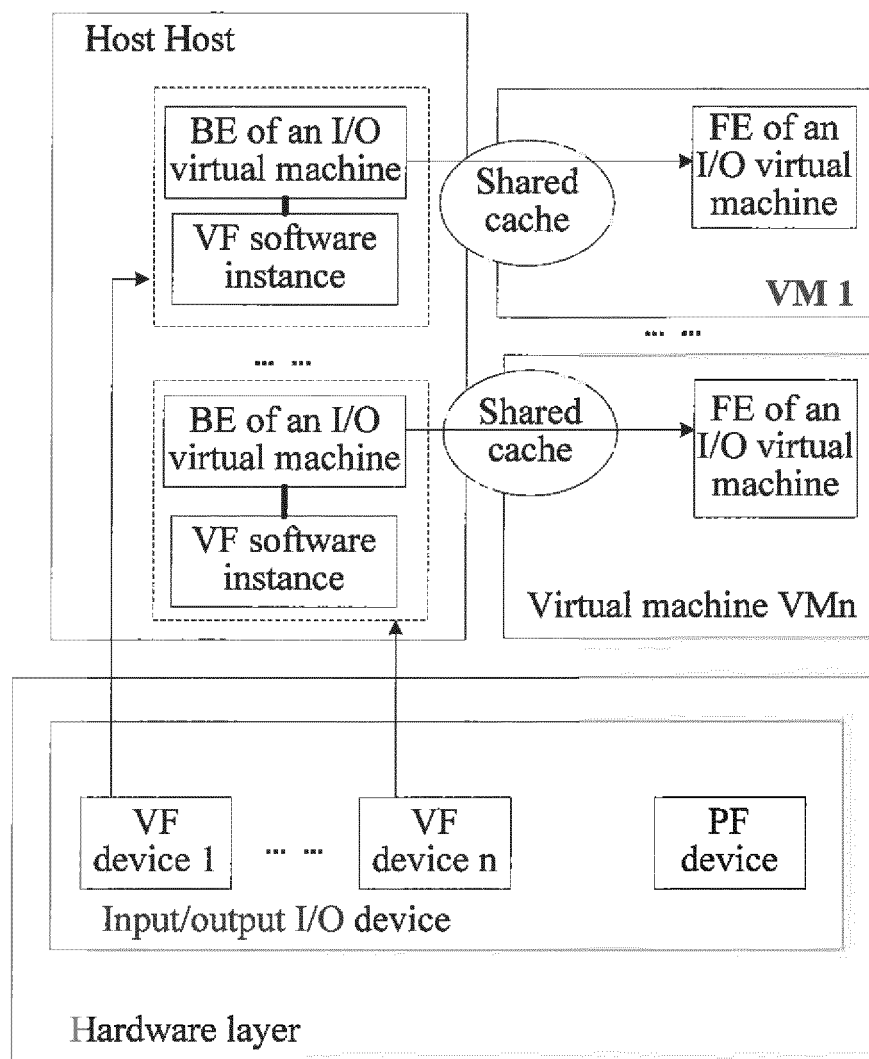 Host Host
BE of an I/O
virtual machine
VF software
instance
Shared
cache
FE of an
I/O virtual
machine
VM 1
... ...
... ...
BE of an I/O
virtual machine
VF software
instance
Shared
cache
FE of an
I/O virtual
machine
Virtual machine VMn
VF
device 1
... ...
VF
device n
PF
device
Input/output I/O device
Hardware layer